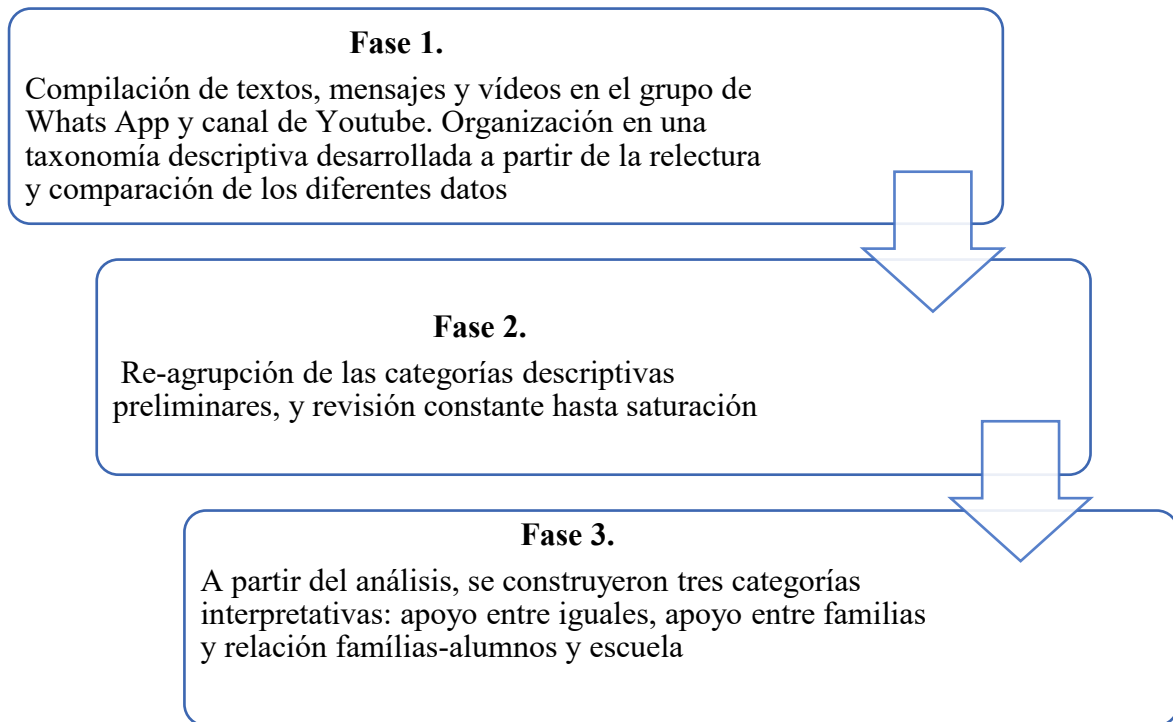 Fase 1.
Compilación de textos, mensajes y vídeos en el grupo de
Whats App y canal de Youtube. Organización en una
taxonomía descriptiva desarrollada a partir de la relectura
y comparación de los diferentes datos
Fase 2.
Re-agrupción de las categorías descriptivas
preliminares, y revisión constante hasta saturación
Fase 3.
A partir del análisis, se construyeron tres categorías
interpretativas: apoyo entre iguales, apoyo entre familias
y relación famílias-alumnos y escuela